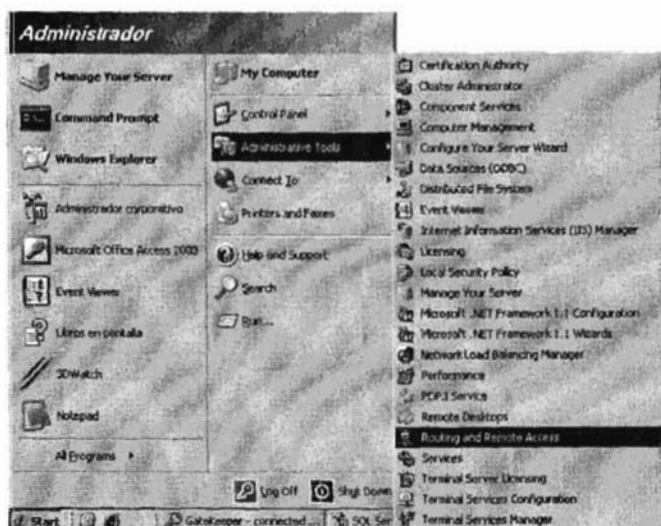 Administrador
Manage Your Server
Command Prompt
Windows Explorer
Administrador corporativo
Microsoft Office Access 2003
Event Viewer
Libros en pantalla
Notepad
All Programs
My Computer
Control Panel
Administrative Tools
Connect To
Printers and Faxes
Help and Support
Search
Run...
Log Off
Shut Down
Certification Authority
Cluster Administrator
Component Services
Computer Management
Configure Your Server Wizard
Data Sources (ODBC)
Distributed File System
Event Viewer
Internet Information Services (IIS) Manager
Licensing
Local Security Policy
Manage Your Server
Microsoft .NET Framework 1.1 Configuration
Microsoft .NET Framework 1.1 Wizards
Network Load Balancing Manager
Performance
POP3 Service
Remote Desktops
Routing and Remote Access
Services
Terminal Server Licensing
Terminal Services Configuration
Terminal Services Manager
Start
GateKeeper - connected ...
SQL Ser